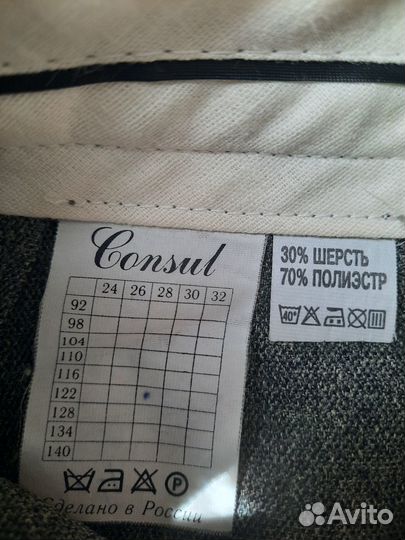 Consul
24 26 28 30 32
92
98
104
110
116
122
128
134
140
Сделано в России
30% ШЕРСТЬ
70% ПОЛИЭСТР
40°
P
Avito